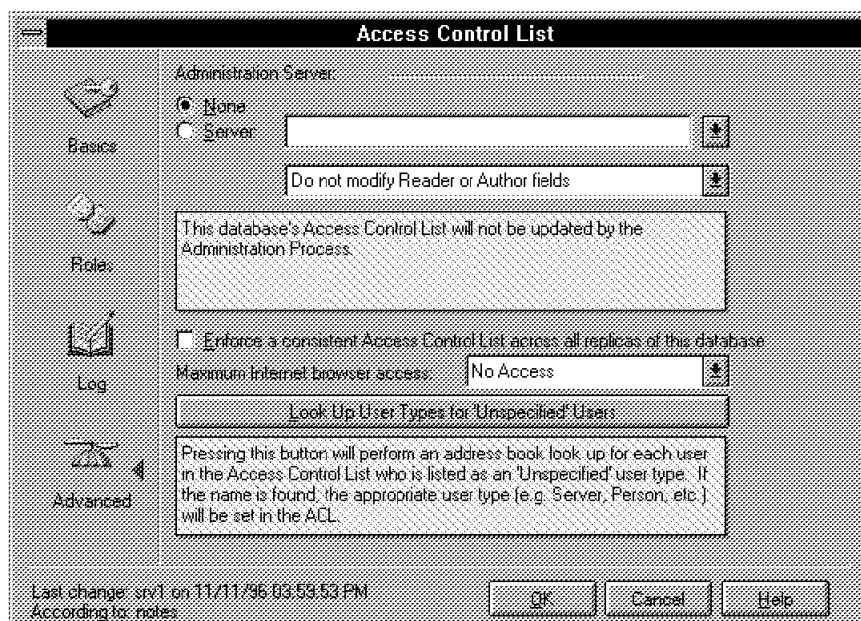 Access Control List
Basics
Roles
Log
Advanced
Administration Server:
None
Server:
Do not modify Reader or Author fields
This database's Access Control List will not be updated by the
Administration Process.
Enforce a consistent Access Control List across all replicas of this database
Maximum Internet browser access:
No Access
Look Up User Types for 'Unspecified' Users
Pressing this button will perform an address book look up for each user
in the Access Control List who is listed as an 'Unspecified' user type. If
the name is found, the appropriate user type (e.g. Server, Person, etc.)
will be set in the ACL.
Last change: srv1 on 11/11/96 03:59:53 PM
According to: notes
OK
Cancel
Help